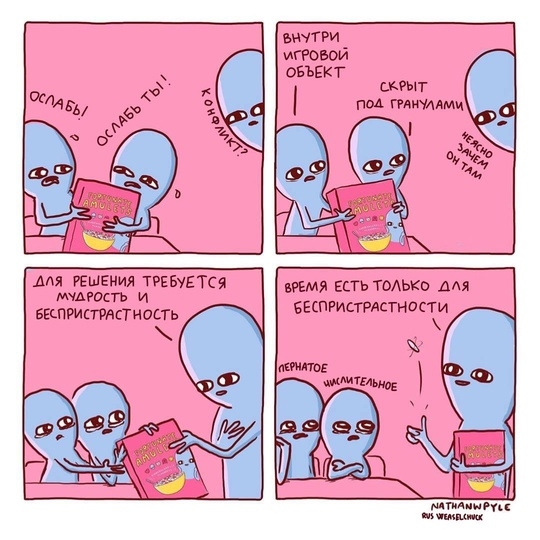 ОСЛАБЬ!
ОСЛАБЬ ТЫ!!
КОНФЛИКТ?
ВНУТРИ
ИГРОВОЙ
ОБЪЕКТ
СКРЫТ
ПОД ГРАНУЛАМИ
НЕЯСНО
ЗАЧЕМ
ОН ТАМ
ДЛЯ РЕШЕНИЯ ТРЕБУЕТСЯ
МУДРОСТЬ И
БЕСПРИСТРАСТНОСТЬ
ВРЕМЯ ЕСТЬ ТОЛЬКО ДЛЯ
БЕСПРИСТРАСТНОСТИ
ПЕРНАТОЕ
ЧИСЛИТЕЛЬНОЕ
NATHANWPYLE
RUS WEASELCHUCK